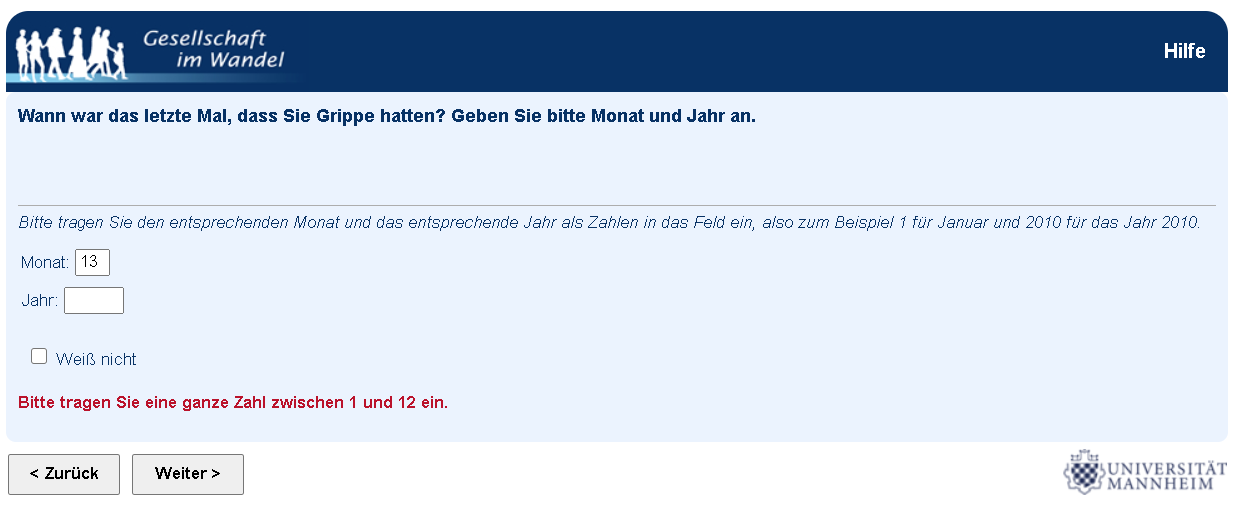 Gesellschaft
im Wandel
Hilfe
Wann war das letzte Mal, dass Sie Grippe hatten? Geben Sie bitte Monat und Jahr an.
Bitte tragen Sie den entsprechenden Monat und das entsprechende Jahr als Zahlen in das Feld ein, also zum Beispiel 1 für Januar und 2010 für das Jahr 2010.
Monat: 13
Jahr:
Weiß nicht
Bitte tragen Sie eine ganze Zahl zwischen 1 und 12 ein.
< Zurück Weiter >
UNIVERSITÄT
MANNHEIM